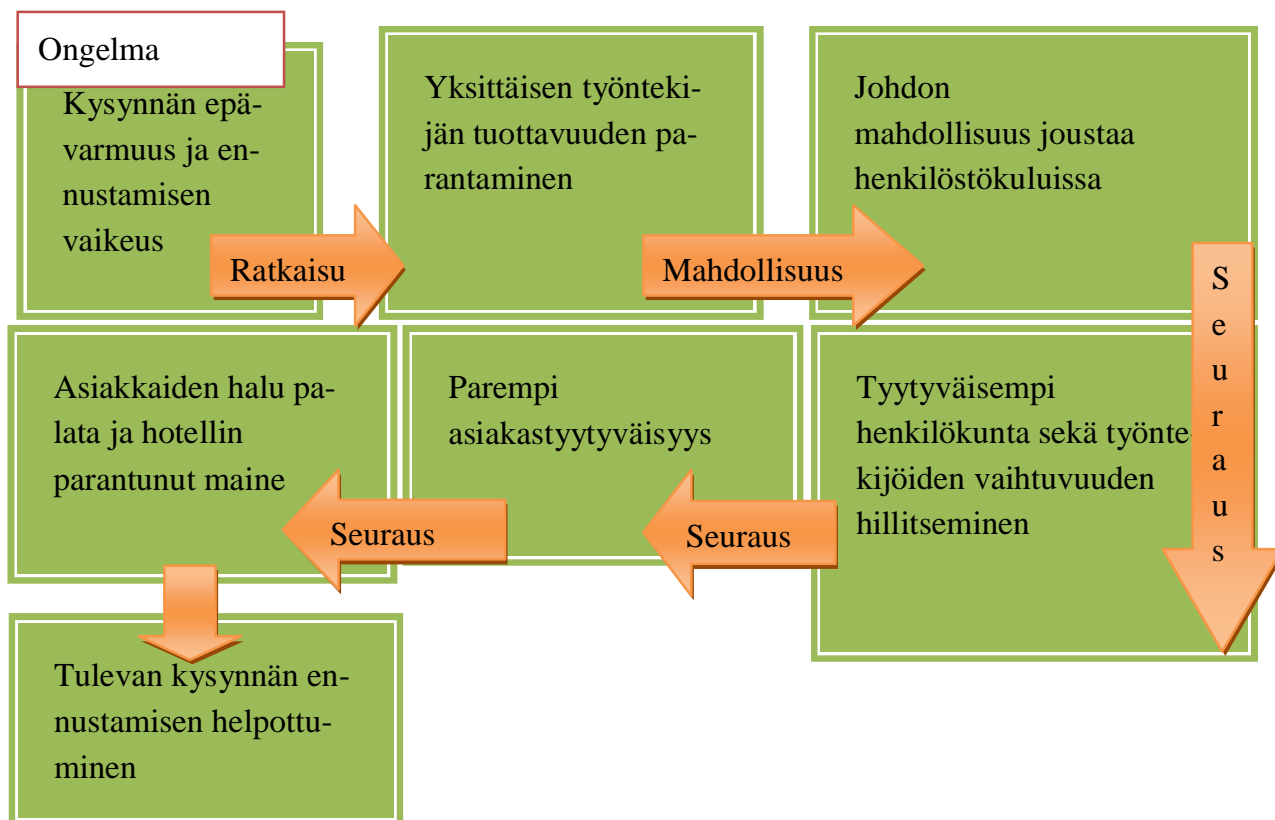 Ongelma
Kysynnän epä-
varmuus ja en-
nustamisen
vaikeus
Ratkaisu
Yksittäisen työnteki-
jän tuottavuuden pa-
rantaminen
Mahdollisuus
Johdon
mahdollisuus joustaa
henkilöstökuluissa
Seuraus
Tyytyväisempi
henkilökunta sekä työnte-
kijöiden vaihtuvuuden
hillitseminen
Seuraus
Parempi
asiakastyytyväisyys
Seuraus
Asiakkaiden halu pa-
lata ja hotellin
parantunut maine
Tulevan kysynnän en-
nustamisen helpottu-
minen